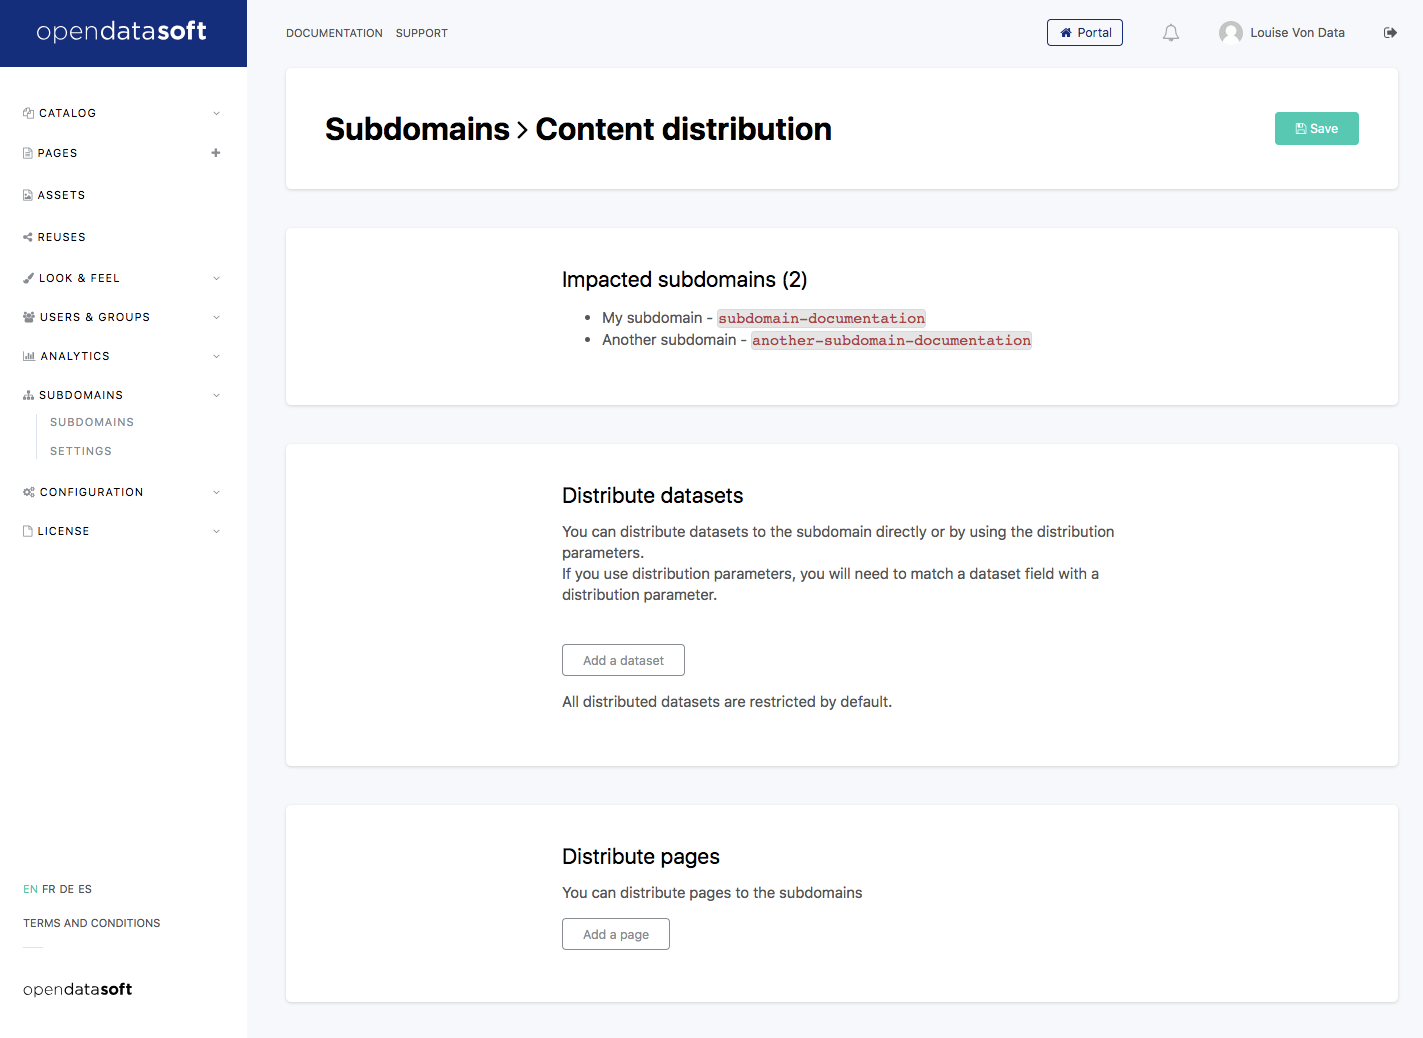 opendatasoft
DOCUMENTATION SUPPORT
Portal
Louise Von Data
CATALOG
PAGES
ASSETS
REUSES
LOOK & FEEL
USERS & GROUPS
ANALYTICS
SUBDOMAINS
SUBDOMAINS
SETTINGS
CONFIGURATION
LICENSE
EN FR DE ES
TERMS AND CONDITIONS
opendatasoft
Subdomains > Content distribution
Save
Impacted subdomains (2)
• My subdomain - subdomain-documentation
• Another subdomain - another-subdomain-documentation
Distribute datasets
You can distribute datasets to the subdomain directly or by using the distribution
parameters.
If you use distribution parameters, you will need to match a dataset field with a
distribution parameter.
Add a dataset
All distributed datasets are restricted by default.
Distribute pages
You can distribute pages to the subdomains
Add a page